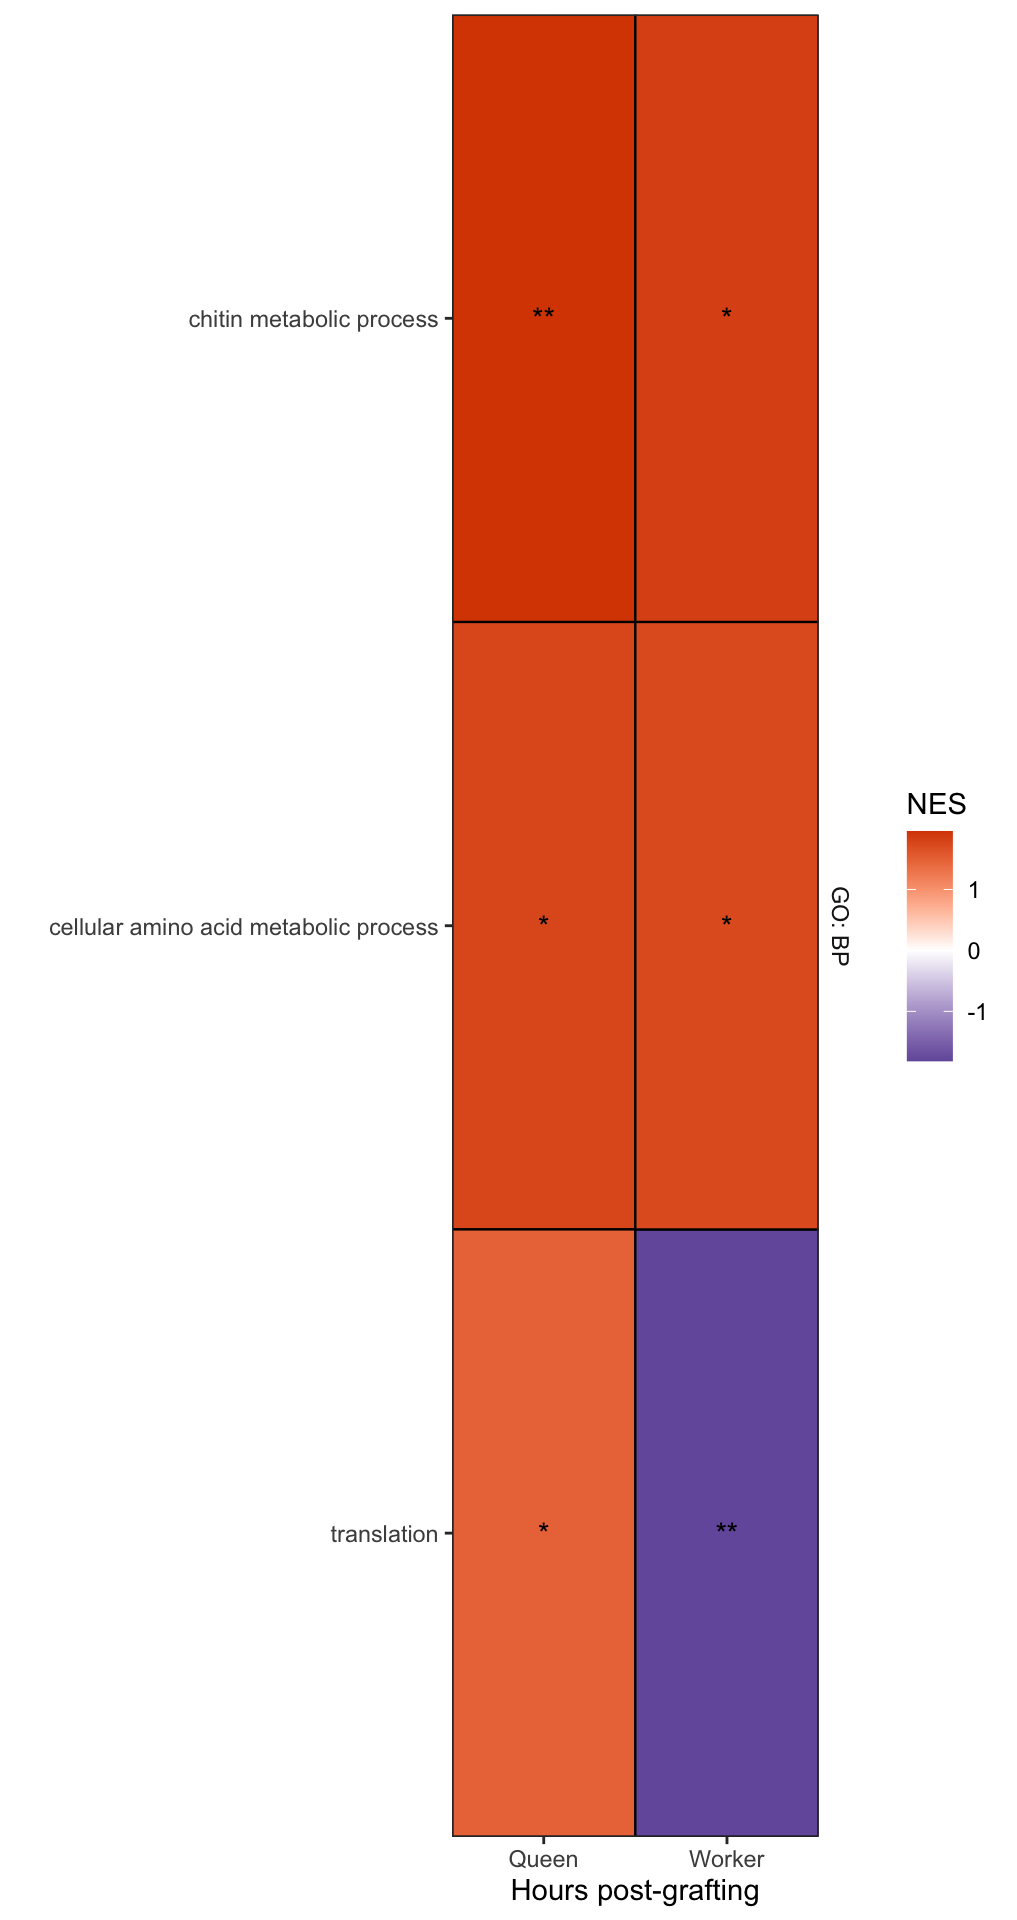 chitin metabolic process
**
*
cellular amino acid metabolic process
*
*
translation
*
**
Queen
Worker
Hours post-grafting
GO: BP
NES
1
0
-1